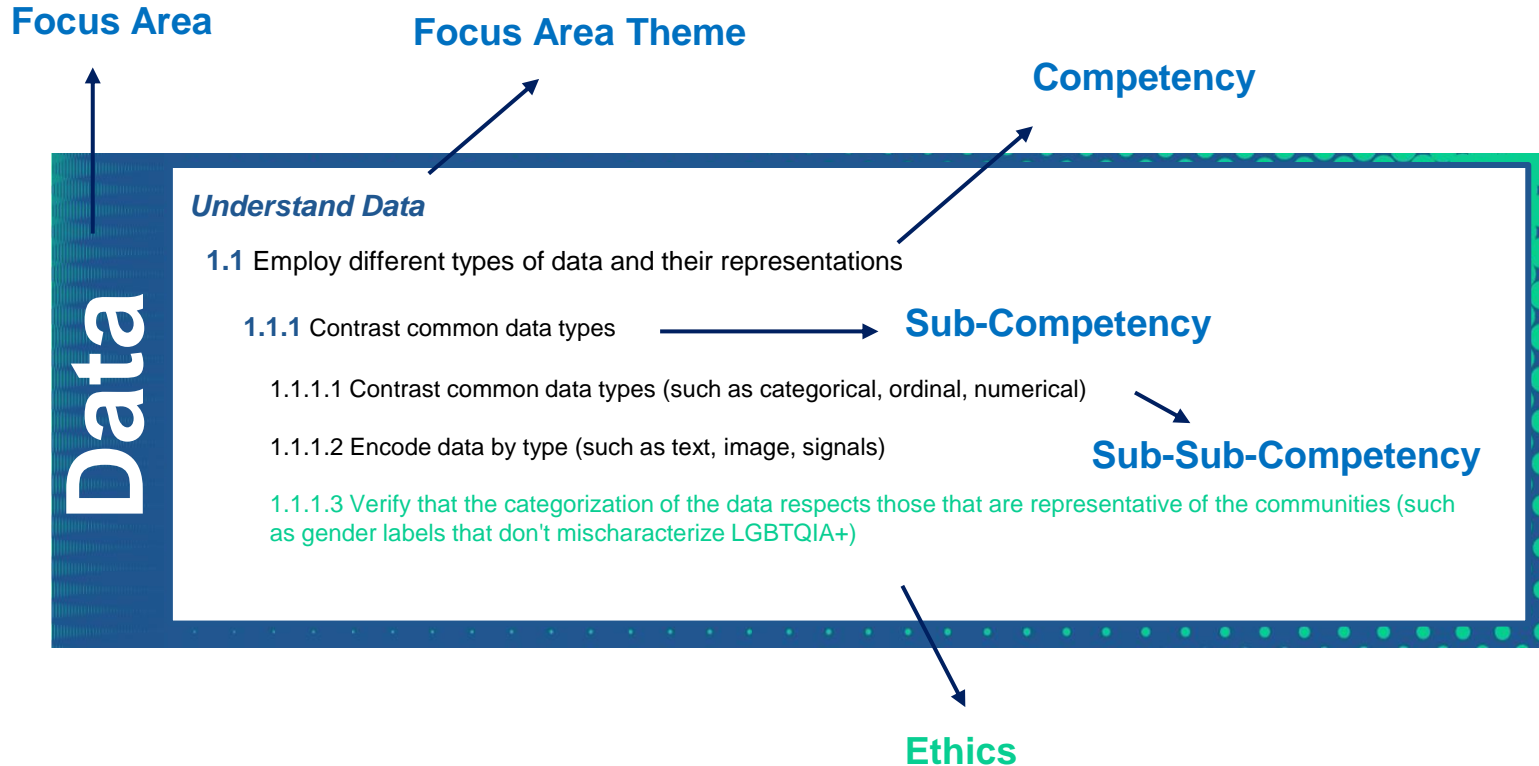 Focus Area
Focus Area Theme
Competency
Data
Understand Data
1.1 Employ different types of data and their representations
1.1.1 Contrast common data types
Sub-Competency
1.1.1.1 Contrast common data types (such as categorical, ordinal, numerical)
1.1.1.2 Encode data by type (such as text, image, signals)
Sub-Sub-Competency
1.1.1.3 Verify that the categorization of the data respects those that are representative of the communities (such
as gender labels that don't mischaracterize LGBTQIA+)
Ethics